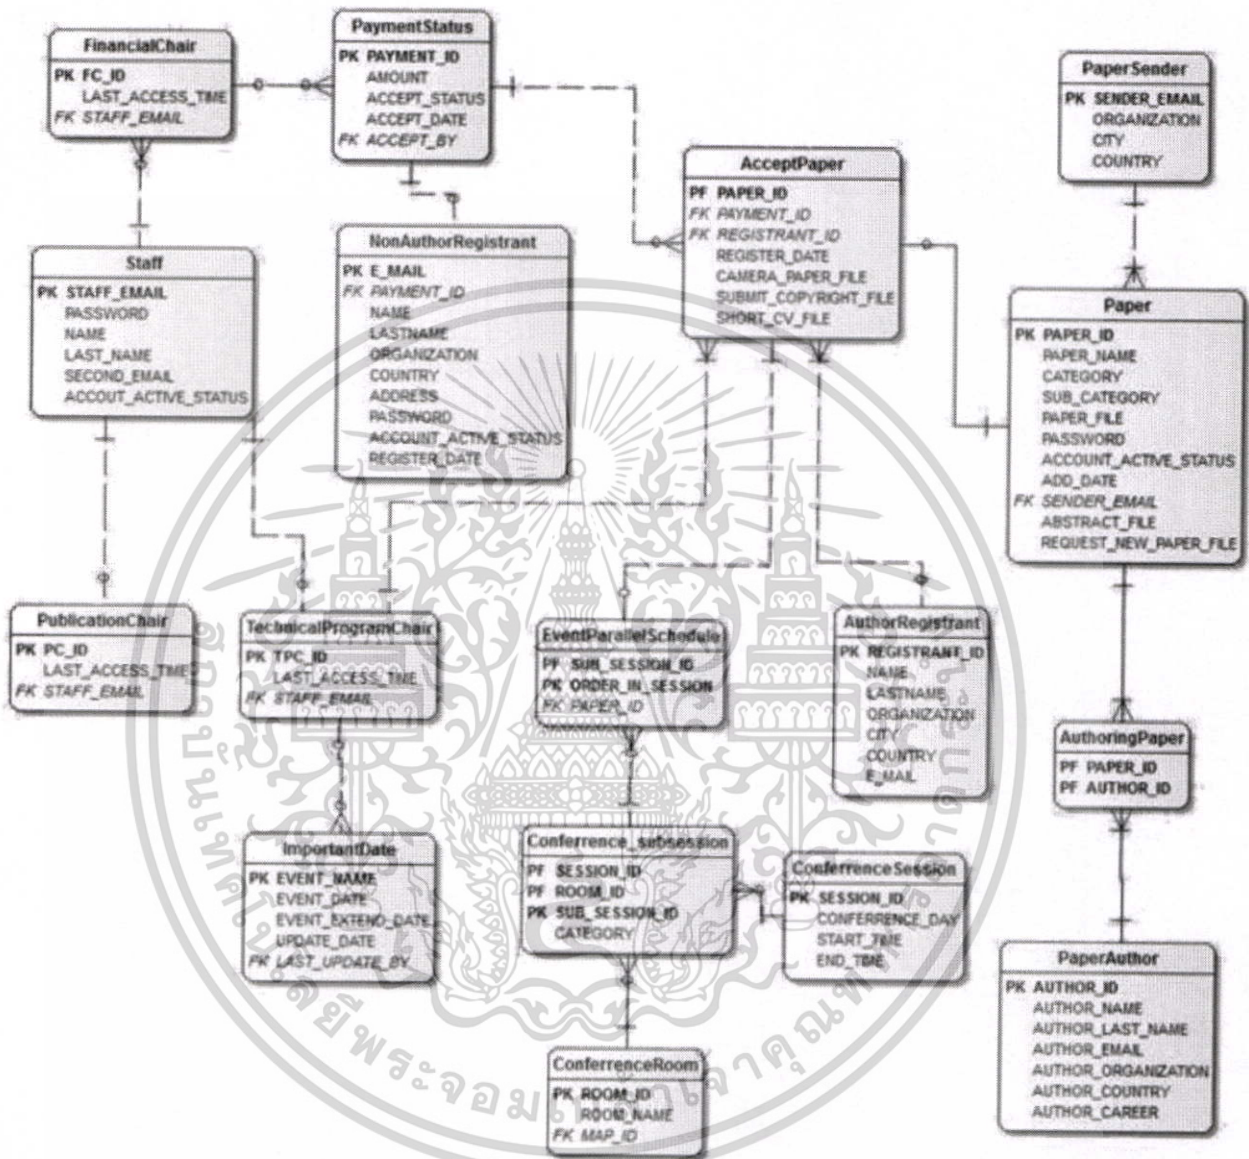 FinancialChair
PK FC_ID
LAST_ACCESS_TIME
FK STAFF_EMAIL
PaymentStatus
PK PAYMENT_ID
AMOUNT
ACCEPT_STATUS
ACCEPT_DATE
FK ACCEPT_BY
PaperSender
PK SENDER_EMAIL
ORGANIZATION
CITY
COUNTRY
AcceptPaper
PF PAPER_ID
FK PAYMENT_ID
FK REGISTRANT_ID
REGISTER_DATE
CAMERA_PAPER_FILE
SUBMIT_COPYRIGHT_FILE
SHORT_CV_FILE
Staff
PK STAFF_EMAIL
PASSWORD
NAME
LAST_NAME
SECOND_EMAIL
ACCOUT_ACTIVE_STATUS
NonAuthorRegistrant
PK E_MAIL
FK PAYMENT_ID
NAME
LASTNAME
ORGANIZATION
COUNTRY
ADDRESS
PASSWORD
ACCOUNT_ACTIVE_STATUS
REGISTER_DATE
Paper
PK PAPER_ID
PAPER_NAME
CATEGORY
SUB_CATEGORY
PAPER_FILE
PASSWORD
ACCOUNT_ACTIVE_STATUS
ADD_DATE
FK SENDER_EMAIL
ABSTRACT_FILE
REQUEST_NEW_PAPER_FILE
PublicationChair
PK PC_ID
LAST_ACCESS_TIME
FK STAFF_EMAIL
TechnicalProgramChair
PK TPC_ID
LAST_ACCESS_TIME
FK STAFF_EMAIL
EventParallelSchedule
PF SUB_SESSION_ID
PK ORDER_IN_SESSION
FK PAPER_ID
AuthorRegistrant
PK REGISTRANT_ID
NAME
LASTNAME
ORGANIZATION
CITY
COUNTRY
E_MAIL
AuthoringPaper
PF PAPER_ID
PF AUTHOR_ID
ImportantDate
PK EVENT_NAME
EVENT_DATE
EVENT_EXTEND_DATE
UPDATE_DATE
FK LAST_UPDATE_BY
Conferrence_subsession
PF SESSION_ID
PF ROOM_ID
PK SUB_SESSION_ID
CATEGORY
ConferrenceSession
PK SESSION_ID
CONFERRENCE_DAY
START_TIME
END_TIME
PaperAuthor
PK AUTHOR_ID
AUTHOR_NAME
AUTHOR_LAST_NAME
AUTHOR_EMAIL
AUTHOR_ORGANIZATION
AUTHOR_COUNTRY
AUTHOR_CAREER
ConferrenceRoom
PK ROOM_ID
ROOM_NAME
FK MAP_ID